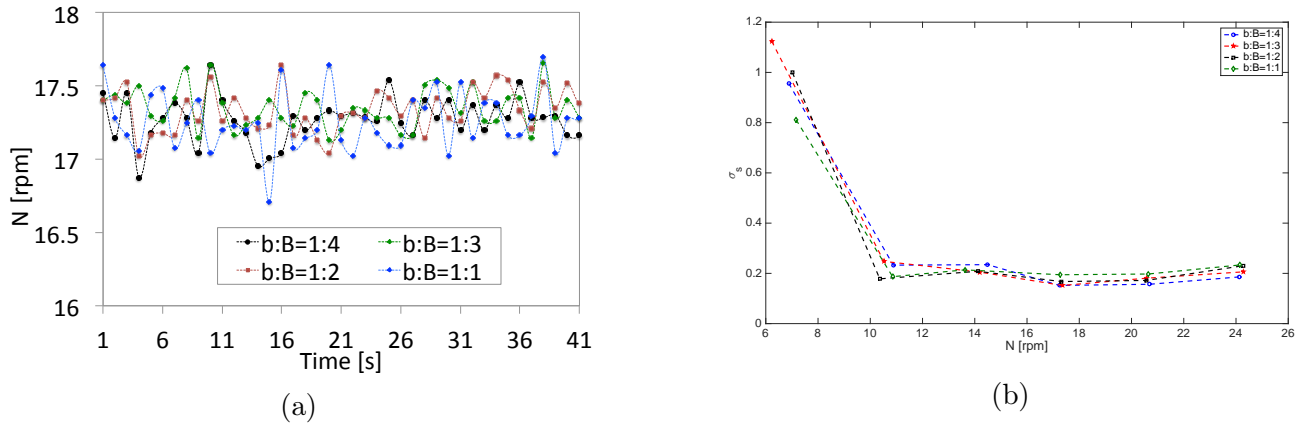 18
17.5
17
16.5
16
N [rpm]
b:B=1:4
b:B=1:3
b:B=1:2
b:B=1:1
1 6 11 16 21 26 31 36 41
Time [s]
(a)
1.2
1
0.8
0.6
0.4
0.2
0
σs
b:B=1:4
b:B=1:3
b:B=1:2
b:B=1:1
6 8 10 12 14 16 18 20 22 24 26
N [rpm]
(b)